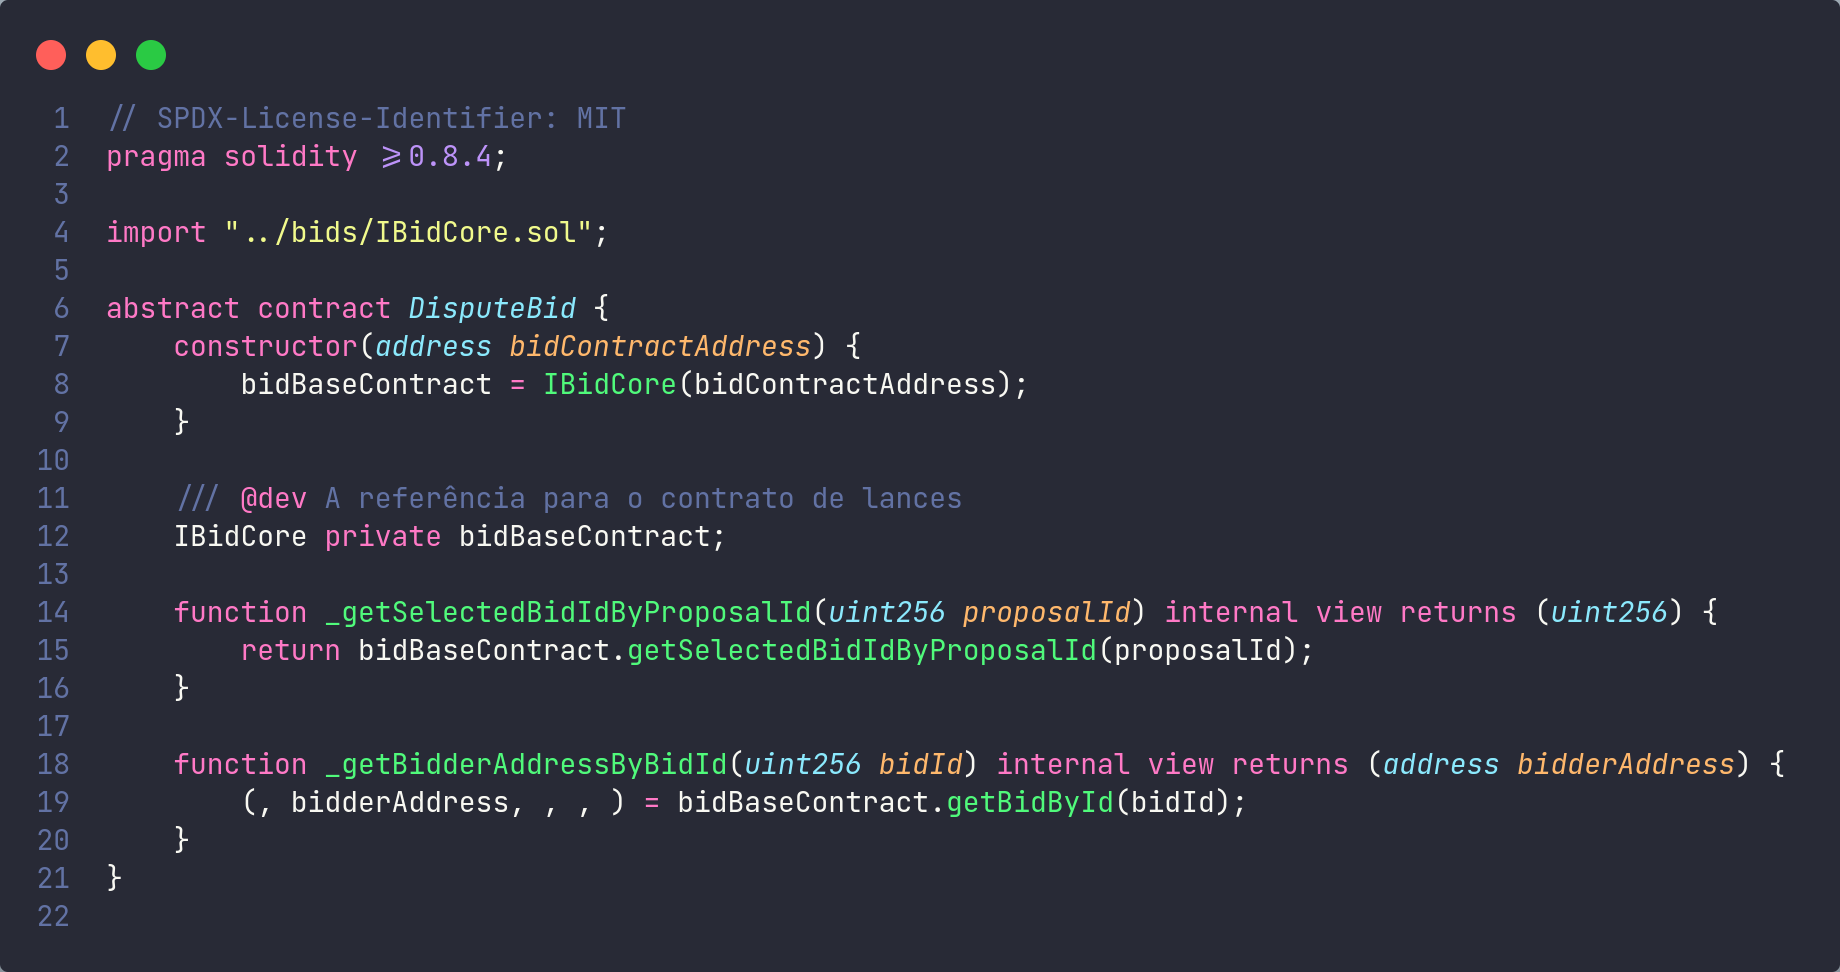 1 // SPDX-License-Identifier: MIT
2 pragma solidity >=0.8.4;
3
4 import "../bids/IBidCore.sol";
5
6 abstract contract DisputeBid {
7     constructor(address bidContractAddress) {
8         bidBaseContract = IBidCore(bidContractAddress);
9     }
10
11     /// @dev A referência para o contrato de lances
12     IBidCore private bidBaseContract;
13
14     function _getSelectedBidIdByProposalId(uint256 proposalId) internal view returns (uint256) {
15         return bidBaseContract.getSelectedBidIdByProposalId(proposalId);
16     }
17
18     function _getBidderAddressByBidId(uint256 bidId) internal view returns (address bidderAddress) {
19         (, bidderAddress, , , ) = bidBaseContract.getBidById(bidId);
20     }
21 }
22